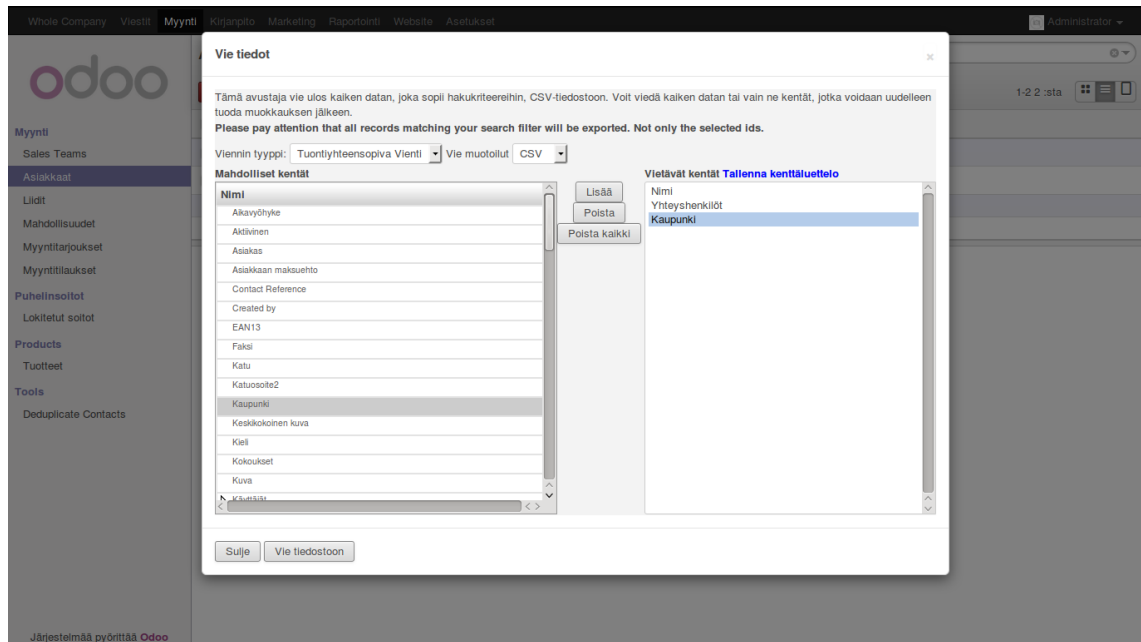 Whole Company Viestit Myynti Kirjanpito Marketing Raportointi Website Asetukset Administrator
odoo
1-2 2 :sta
Myynti
Sales Teams
Asiakkaat
Liidit
Mahdollisuudet
Myyntitarjoukset
Myyntitilaukset
Puhelinsoitot
Lokitetut soitot
Products
Tuotteet
Tools
Deduplicate Contacts
Järjestelmää pyörittää Odoo
Vie tiedot
×
Tämä avustaja vie ulos kaiken datan, joka sopii hakukriteereihin, CSV-tiedostoon. Voit viedä kaiken datan tai vain ne kentät, jotka voidaan uudelleen
tuoda muokkauksen jälkeen.
Please pay attention that all records matching your search filter will be exported. Not only the selected ids.
Viennin tyyppi: Tuontiyhteensopiva Vienti Vie muotoilut CSV
Mahdolliset kentät
Nimi
Aikavyöhyke
Aktiivinen
Asiakas
Asiakkaan maksuehto
Contact Reference
Created by
EAN13
Faksi
Katu
Katuosoite2
Kaupunki
Keskikokoinen kuva
Kieli
Kokoukset
Kuva
Käyttäjät
Lisää
Poista
Poista kaikki
Vietävät kentät Tallenna kenttäluettelo
Nimi
Yhteyshenkilöt
Kaupunki
Sulje Vie tiedostoon